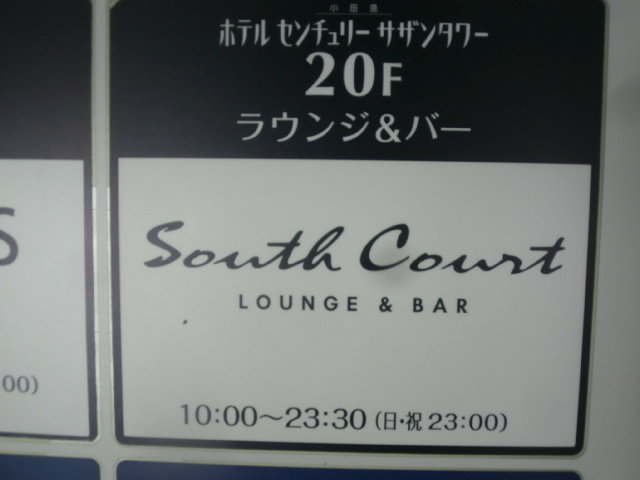 小田急
ホテル センチュリー サザンタワー
20F
ラウンジ&バー
South Court
LOUNGE & BAR
10:00～23:30 (日・祝 23:00)
S
:00)